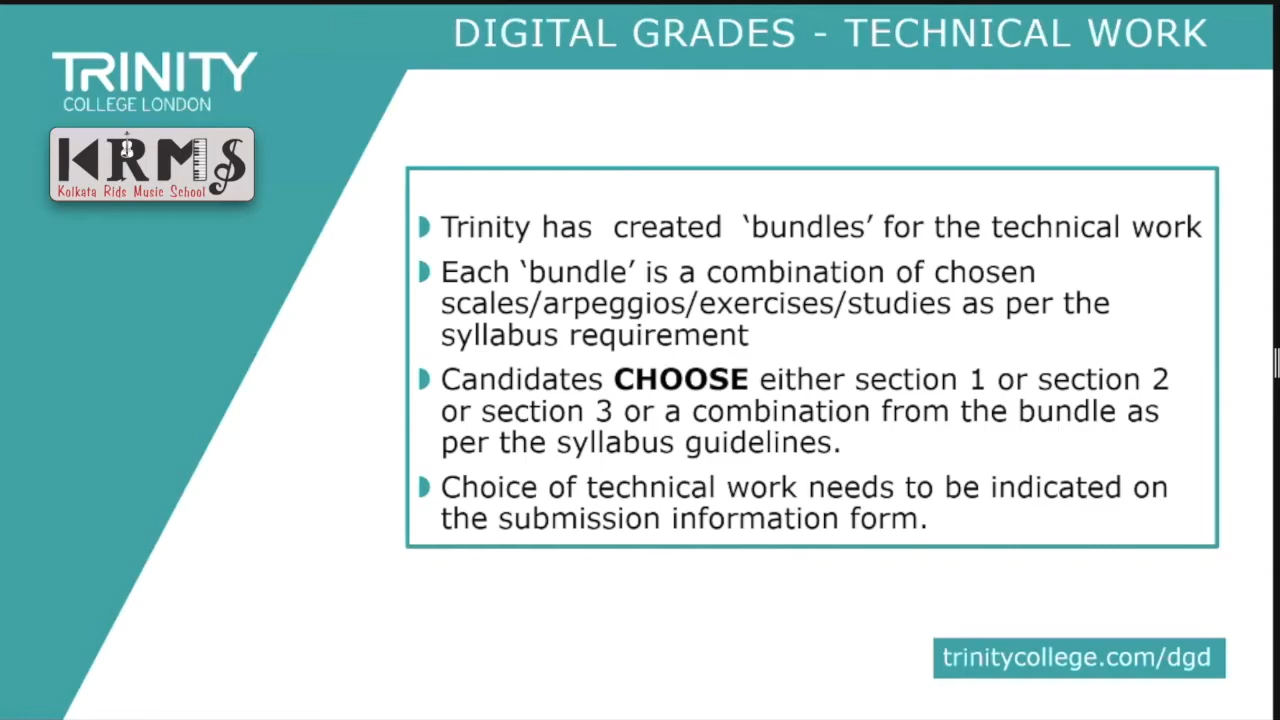 DIGITAL GRADES - TECHNICAL WORK
TRINITY
COLLEGE LONDON
KRMS
Kolkata Rids Music School
Trinity has created ‘bundles’ for the technical work
Each ‘bundle’ is a combination of chosen
scales/arpeggios/exercises/studies as per the
syllabus requirement
Candidates CHOOSE either section 1 or section 2
or section 3 or a combination from the bundle as
per the syllabus guidelines.
Choice of technical work needs to be indicated on
the submission information form.
trinitycollege.com/dgd